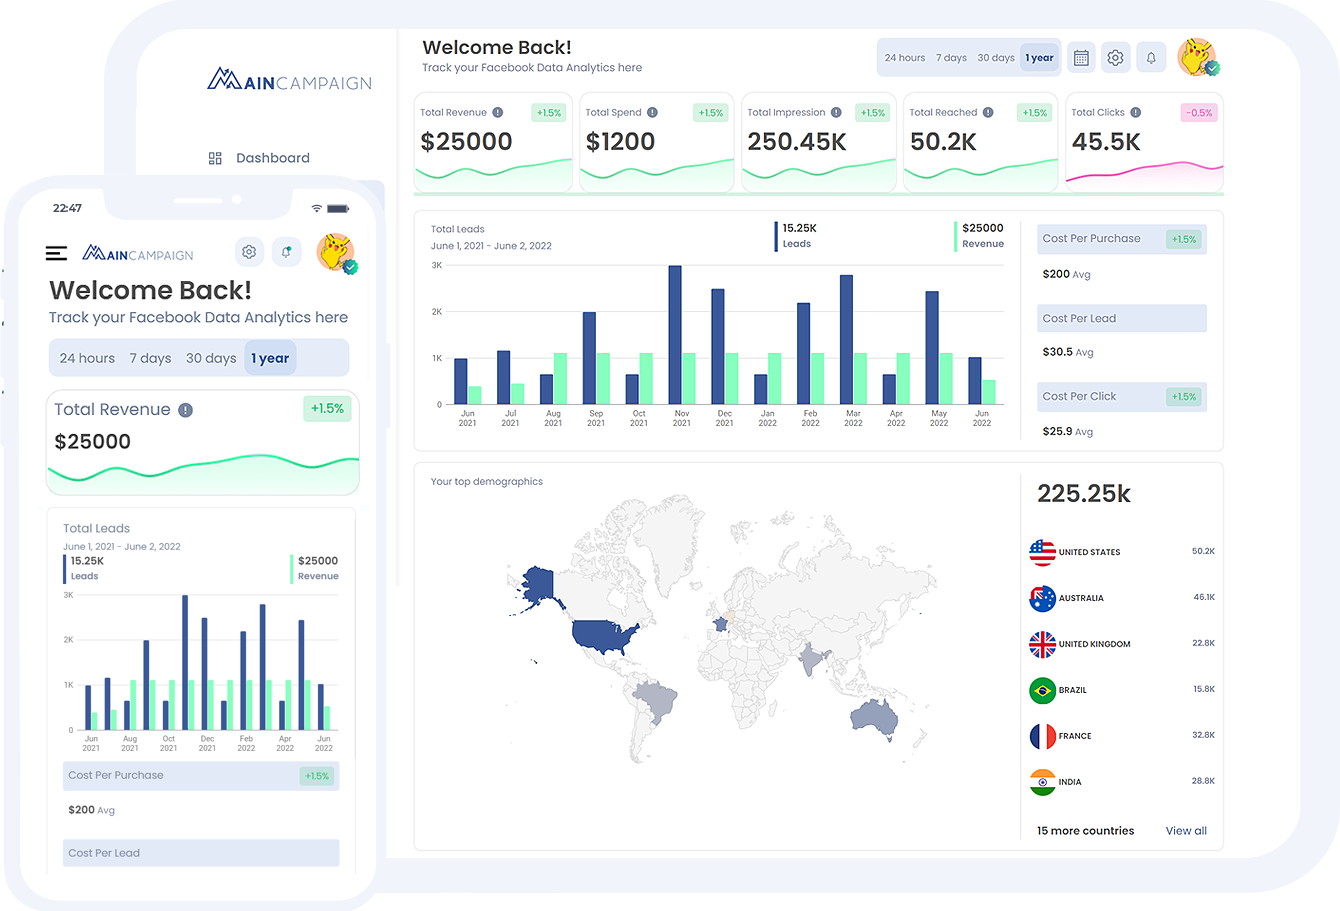 MAINCAMPAIGN
Dashboard
Welcome Back!
Track your Facebook Data Analytics here
24 hours 7 days 30 days 1 year
Total Revenue +1.5%
$25000
Total Spend +1.5%
$1200
Total Impression +1.5%
250.45K
Total Reached +1.5%
50.2K
Total Clicks -0.5%
45.5K
Total Leads
June 1, 2021 - June 2, 2022
15.25K
Leads
$25000
Revenue
3K
2K
1K
0
Jun Jul Aug Sep Oct Nov Dec Jan Feb Mar Apr May Jun
2021 2021 2021 2021 2021 2021 2021 2022 2022 2022 2022 2022 2022
Cost Per Purchase +1.5%
$200 Avg
Cost Per Lead
$30.5 Avg
Cost Per Click +1.5%
$25.9 Avg
Your top demographics
225.25k
UNITED STATES 50.2K
AUSTRALIA 46.1K
UNITED KINGDOM 22.8K
BRAZIL 15.8K
FRANCE 32.8K
INDIA 28.8K
15 more countries View all
22:47
MAINCAMPAIGN
Welcome Back!
Track your Facebook Data Analytics here
24 hours 7 days 30 days 1 year
Total Revenue +1.5%
$25000
Total Leads
June 1, 2021 - June 2, 2022
15.25K
Leads
$25000
Revenue
3K
2K
1K
0
Jun Aug Oct Dec Feb Apr Jun
2021 2021 2021 2021 2022 2022 2022
Cost Per Purchase +1.5%
$200 Avg
Cost Per Lead